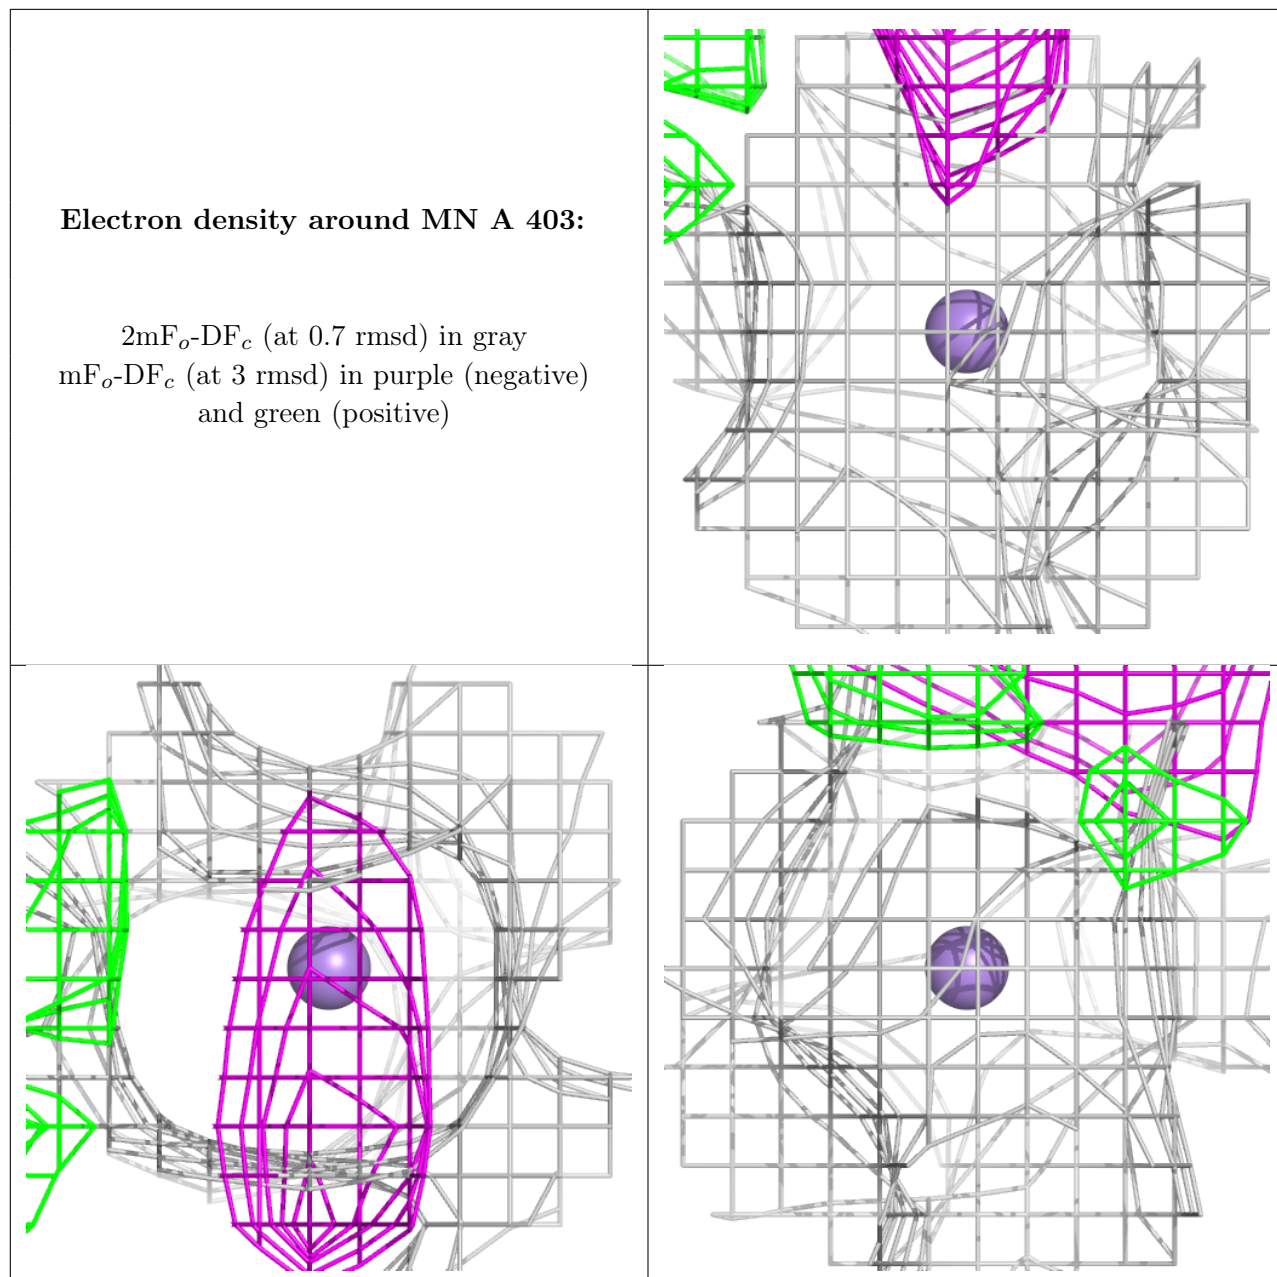 Electron density around MN A 403:
2mFo-DFc (at 0.7 rmsd) in gray
mFo-DFc (at 3 rmsd) in purple (negative)
and green (positive)